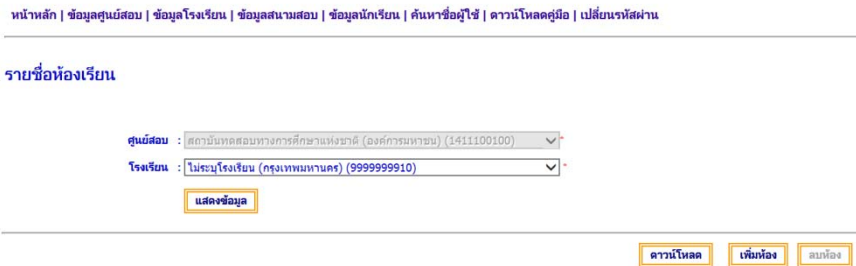 หน้าหลัก | ข้อมูลศูนย์สอบ | ข้อมูลโรงเรียน | ข้อมูลสนามสอบ | ข้อมูลนักเรียน | ค้นหาชื่อผู้ใช้ | ดาวน์โหลดคู่มือ | เปลี่ยนรหัสผ่าน
รายชื่อห้องเรียน
ศูนย์สอบ : สถาบันทดสอบทางการศึกษาแห่งชาติ (องค์การมหาชน) (1411100100) *
โรงเรียน : ไม่ระบุโรงเรียน (กรุงเทพมหานคร) (9999999910) *
แสดงข้อมูล
ดาวน์โหลด เพิ่มห้อง ลบห้อง